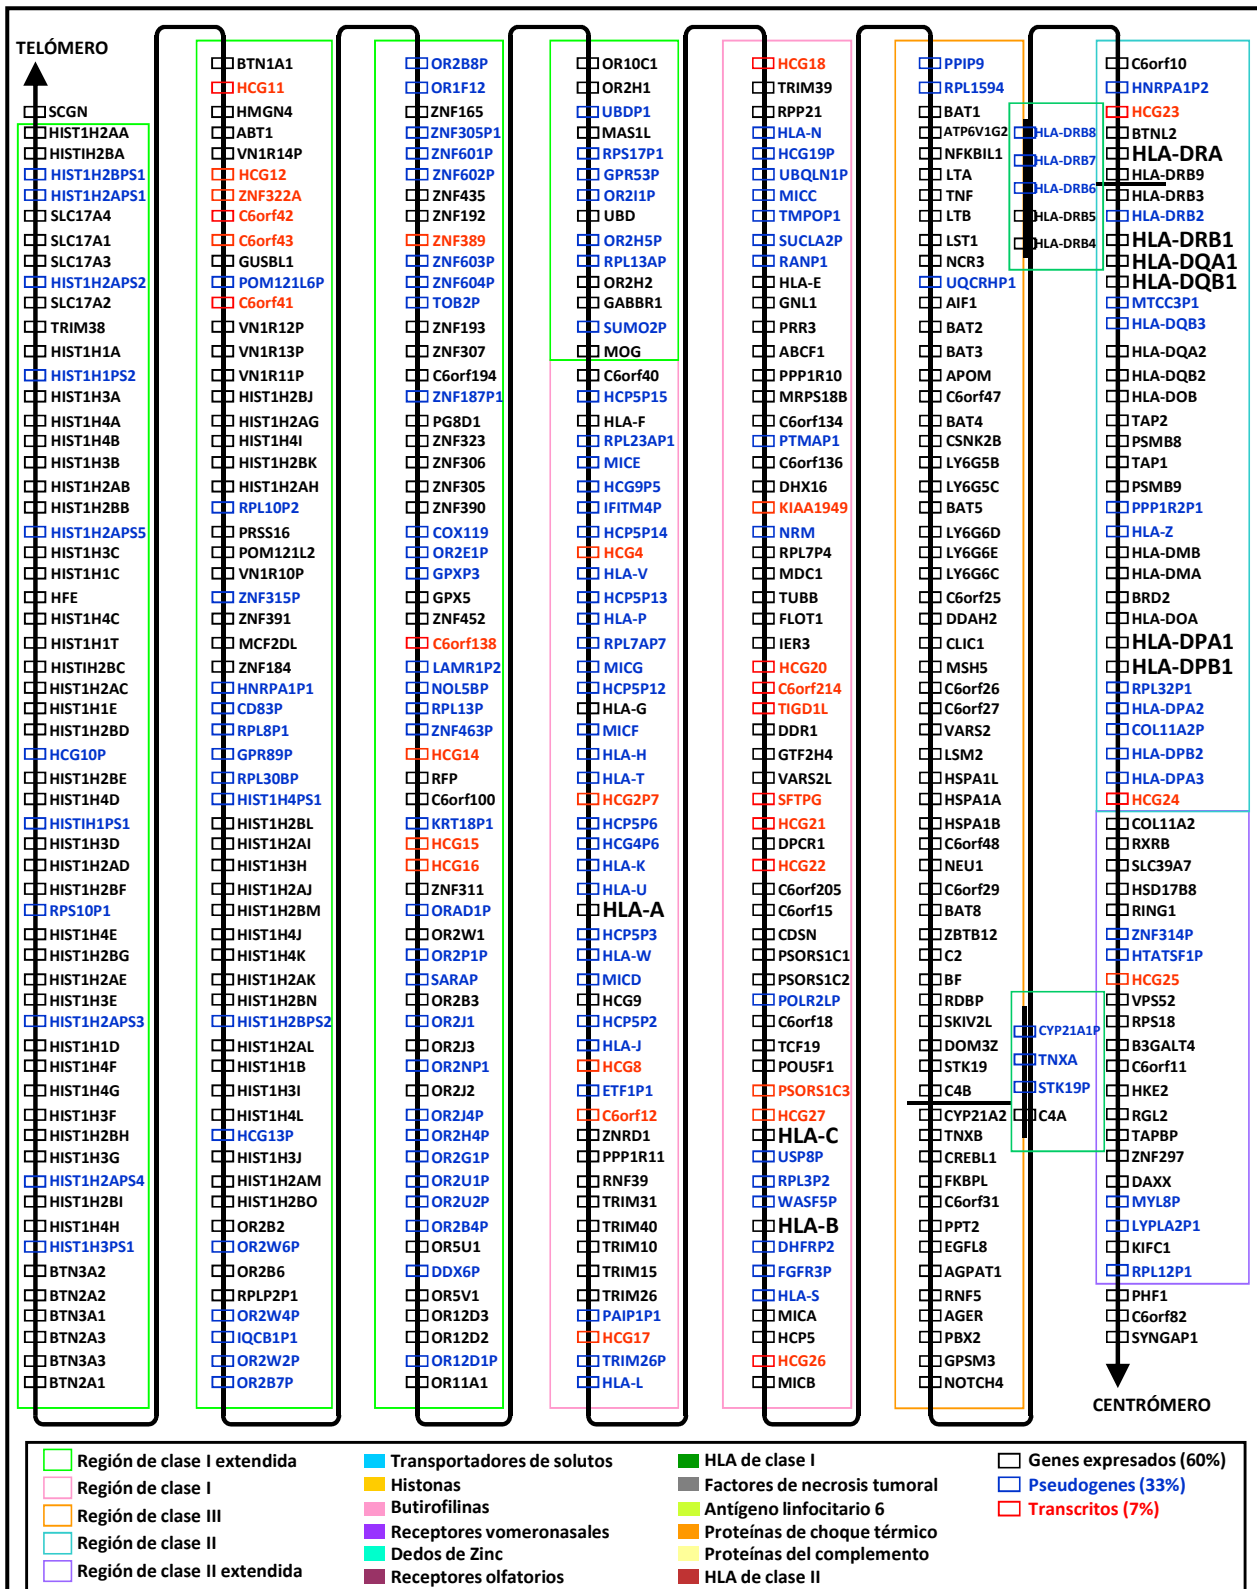 TELÓMERO
SCGN
HIST1H2AA
HISTIH2BA
HIST1H2BPS1
HIST1H2APS1
SLC17A4
SLC17A1
SLC17A3
HIST1H2APS2
SLC17A2
TRIM38
HIST1H1A
HIST1H1PS2
HIST1H3A
HIST1H4A
HIST1H4B
HIST1H3B
HIST1H2AB
HIST1H2BB
HIST1H2APS5
HIST1H3C
HIST1H1C
HFE
HIST1H4C
HIST1H1T
HISTIH2BC
HIST1H2AC
HIST1H1E
HIST1H2BD
HCG10P
HIST1H2BE
HIST1H4D
HISTIH1PS1
HIST1H3D
HIST1H2AD
HIST1H2BF
RPS10P1
HIST1H4E
HIST1H2BG
HIST1H2AE
HIST1H3E
HIST1H2APS3
HIST1H1D
HIST1H4F
HIST1H4G
HIST1H3F
HIST1H2BH
HIST1H3G
HIST1H2APS4
HIST1H2BI
HIST1H4H
HIST1H3PS1
BTN3A2
BTN2A2
BTN3A1
BTN2A3
BTN3A3
BTN2A1
BTN1A1
HCG11
HMGN4
ABT1
VN1R14P
HCG12
ZNF322A
C6orf42
C6orf43
GUSBL1
POM121L6P
C6orf41
VN1R12P
VN1R13P
VN1R11P
HIST1H2BJ
HIST1H2AG
HIST1H4I
HIST1H2BK
HIST1H2AH
RPL10P2
PRSS16
POM121L2
VN1R10P
ZNF315P
ZNF391
MCF2DL
ZNF184
HNRPA1P1
CD83P
RPL8P1
GPR89P
RPL30BP
HIST1H4PS1
HIST1H2BL
HIST1H2AI
HIST1H3H
HIST1H2AJ
HIST1H2BM
HIST1H4J
HIST1H4K
HIST1H2AK
HIST1H2BN
HIST1H2BPS2
HIST1H2AL
HIST1H1B
HIST1H3I
HIST1H4L
HCG13P
HIST1H3J
HIST1H2AM
HIST1H2BO
OR2B2
OR2W6P
OR2B6
RPLP2P1
OR2W4P
IQCB1P1
OR2W2P
OR2B7P
OR2B8P
OR1F12
ZNF165
ZNF305P1
ZNF601P
ZNF602P
ZNF435
ZNF192
ZNF389
ZNF603P
ZNF604P
TOB2P
ZNF193
ZNF307
C6orf194
ZNF187P1
PG8D1
ZNF323
ZNF306
ZNF305
ZNF390
COX119
OR2E1P
GPXP3
GPX5
ZNF452
C6orf138
LAMR1P2
NOL5BP
RPL13P
ZNF463P
HCG14
RFP
C6orf100
KRT18P1
HCG15
HCG16
ZNF311
ORAD1P
OR2W1
OR2P1P
SARAP
OR2B3
OR2J1
OR2J3
OR2NP1
OR2J2
OR2J4P
OR2H4P
OR2G1P
OR2U1P
OR2U2P
OR2B4P
OR5U1
DDX6P
OR5V1
OR12D3
OR12D2
OR12D1P
OR11A1
OR10C1
OR2H1
UBDP1
MAS1L
RPS17P1
GPR53P
OR2I1P
UBD
OR2H5P
RPL13AP
OR2H2
GABBR1
SUMO2P
MOG
C6orf40
HCP5P15
HLA-F
RPL23AP1
MICE
HCG9P5
IFITM4P
HCP5P14
HCG4
HLA-V
HCP5P13
HLA-P
RPL7AP7
MICG
HCP5P12
HLA-G
MICF
HLA-H
HLA-T
HCG2P7
HCP5P6
HCG4P6
HLA-K
HLA-U
HLA-A
HCP5P3
HLA-W
MICD
HCG9
HCP5P2
HLA-J
HCG8
ETF1P1
C6orf12
ZNRD1
PPP1R11
RNF39
TRIM31
TRIM40
TRIM10
TRIM15
TRIM26
PAIP1P1
HCG17
TRIM26P
HLA-L
HCG18
TRIM39
RPP21
HLA-N
HCG19P
UBQLN1P
MICC
TMPOP1
SUCLA2P
RANP1
HLA-E
GNL1
PRR3
ABCF1
PPP1R10
MRPS18B
C6orf134
PTMAP1
C6orf136
DHX16
KIAA1949
NRM
RPL7P4
MDC1
TUBB
FLOT1
IER3
HCG20
C6orf214
TIGD1L
DDR1
GTF2H4
VARS2L
SFTPG
HCG21
DPCR1
HCG22
C6orf205
C6orf15
CDSN
PSORS1C1
PSORS1C2
POLR2LP
C6orf18
TCF19
POU5F1
PSORS1C3
HCG27
HLA-C
USP8P
RPL3P2
WASF5P
HLA-B
DHFRP2
FGFR3P
HLA-S
MICA
HCP5
HCG26
MICB
PPIP9
RPL1594
BAT1
ATP6V1G2
NFKBIL1
LTA
TNF
LTB
LST1
NCR3
UQCRHP1
AIF1
BAT2
BAT3
APOM
C6orf47
BAT4
CSNK2B
LY6G5B
LY6G5C
BAT5
LY6G6D
LY6G6E
LY6G6C
C6orf25
DDAH2
CLIC1
MSH5
C6orf26
C6orf27
VARS2
LSM2
HSPA1L
HSPA1A
HSPA1B
C6orf48
NEU1
C6orf29
BAT8
ZBTB12
C2
BF
RDBP
SKIV2L
DOM3Z
STK19
C4B
CYP21A2
TNXB
CREBL1
FKBPL
C6orf31
PPT2
EGFL8
AGPAT1
RNF5
AGER
PBX2
GPSM3
NOTCH4
HLA-DRB8
HLA-DRB7
HLA-DRB6
HLA-DRB5
HLA-DRB4
CYP21A1P
TNXA
STK19P
C4A
C6orf10
HNRPA1P2
HCG23
BTNL2
HLA-DRA
HLA-DRB9
HLA-DRB3
HLA-DRB2
HLA-DRB1
HLA-DQA1
HLA-DQB1
MTCC3P1
HLA-DQB3
HLA-DQA2
HLA-DQB2
HLA-DOB
TAP2
PSMB8
TAP1
PSMB9
PPP1R2P1
HLA-Z
HLA-DMB
HLA-DMA
BRD2
HLA-DOA
HLA-DPA1
HLA-DPB1
RPL32P1
HLA-DPA2
COL11A2P
HLA-DPB2
HLA-DPA3
HCG24
COL11A2
RXRB
SLC39A7
HSD17B8
RING1
ZNF314P
HTATSF1P
HCG25
VPS52
RPS18
B3GALT4
C6orf11
HKE2
RGL2
TAPBP
ZNF297
DAXX
MYL8P
LYPLA2P1
KIFC1
RPL12P1
PHF1
C6orf82
SYNGAP1
CENTRÓMERO
Región de clase I extendida
Región de clase I
Región de clase III
Región de clase II
Región de clase II extendida
Transportadores de solutos
Histonas
Butirofilinas
Receptores vomeronasales
Dedos de Zinc
Receptores olfatorios
HLA de clase I
Factores de necrosis tumoral
Antígeno linfocitario 6
Proteínas de choque térmico
Proteínas del complemento
HLA de clase II
Genes expresados (60%)
Pseudogenes (33%)
Transcritos (7%)